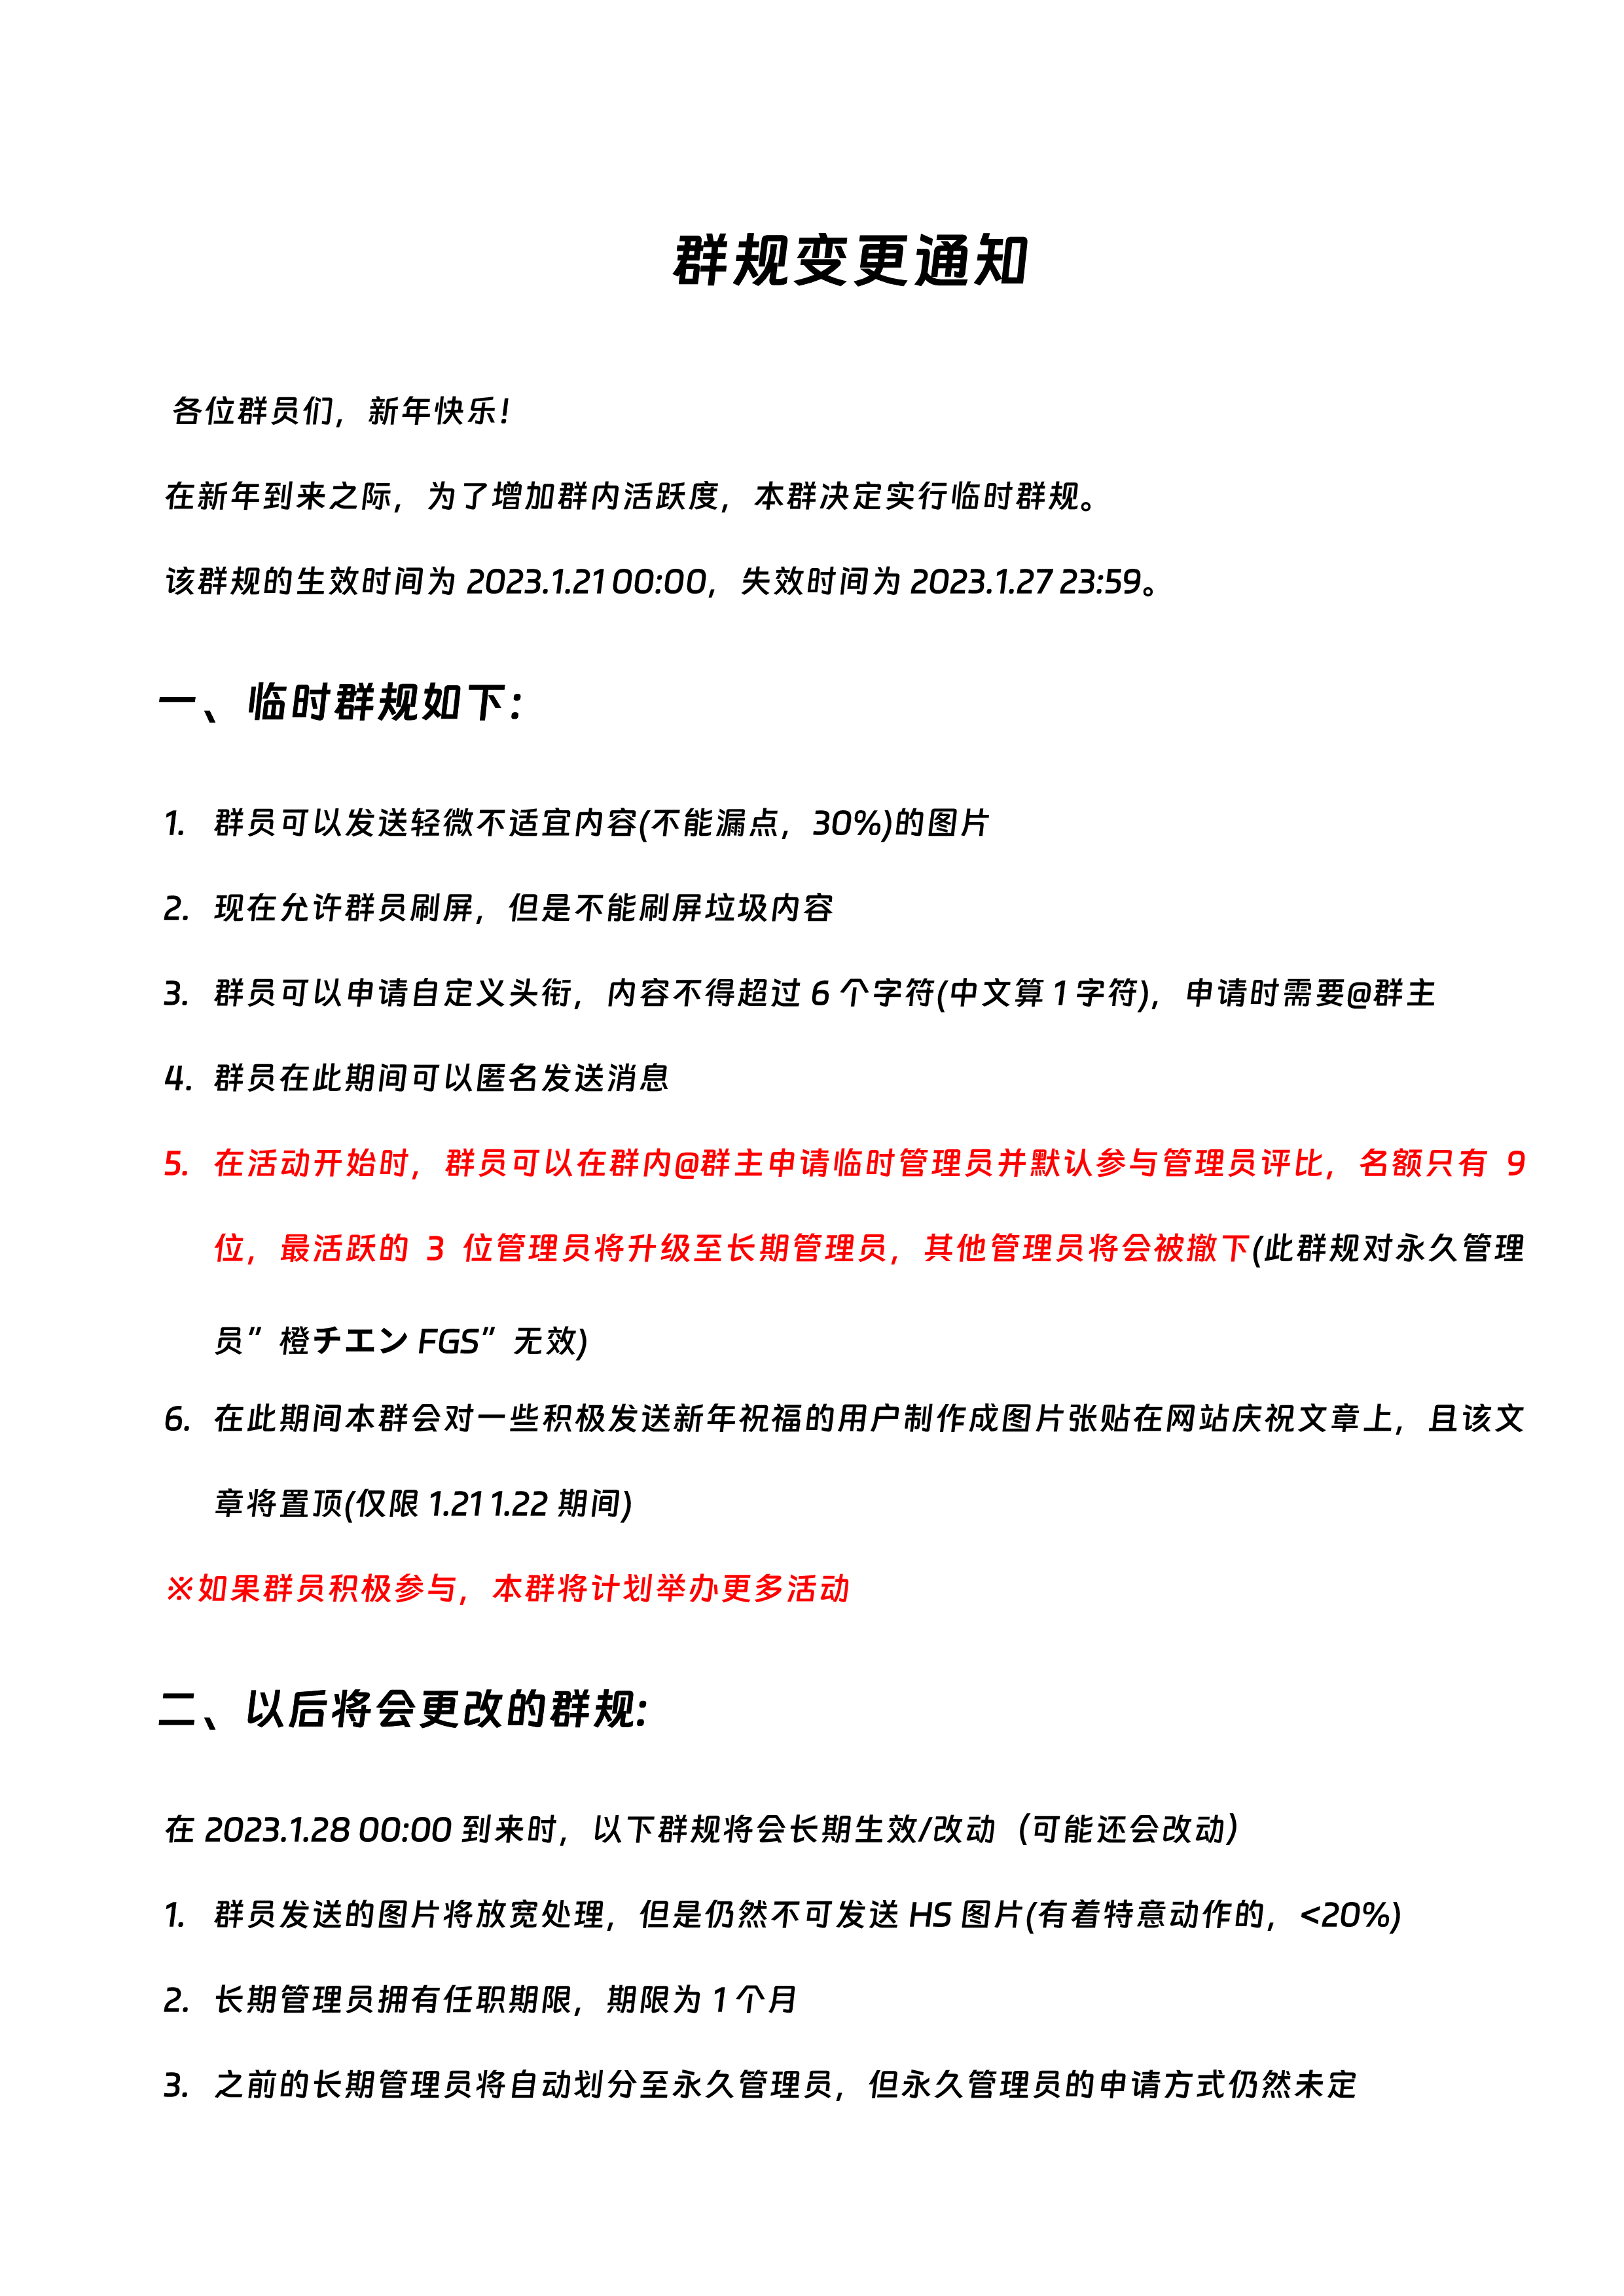 群规变更通知
各位群员们，新年快乐！
在新年到来之际，为了增加群内活跃度，本群决定实行临时群规。
该群规的生效时间为 2023.1.21 00:00，失效时间为 2023.1.27 23:59。
一、临时群规如下：
1. 群员可以发送轻微不适宜内容(不能漏点，30%)的图片
2. 现在允许群员刷屏，但是不能刷屏垃圾内容
3. 群员可以申请自定义头衔，内容不得超过 6 个字符(中文算 1 字符)，申请时需要@群主
4. 群员在此期间可以匿名发送消息
5. 在活动开始时，群员可以在群内@群主申请临时管理员并默认参与管理员评比，名额只有 9
位，最活跃的 3 位管理员将升级至长期管理员，其他管理员将会被撤下(此群规对永久管理
员”橙チエン FGS”无效)
6. 在此期间本群会对一些积极发送新年祝福的用户制作成图片张贴在网站庆祝文章上，且该文
章将置顶(仅限 1.21 1.22 期间)
※如果群员积极参与，本群将计划举办更多活动
二、以后将会更改的群规:
在 2023.1.28 00:00 到来时，以下群规将会长期生效/改动（可能还会改动）
1. 群员发送的图片将放宽处理，但是仍然不可发送 HS 图片(有着特意动作的，<20%)
2. 长期管理员拥有任职期限，期限为 1 个月
3. 之前的长期管理员将自动划分至永久管理员，但永久管理员的申请方式仍然未定